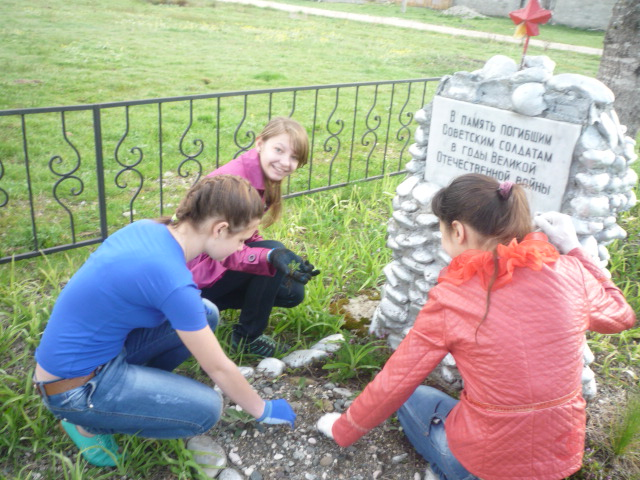 В ПАМЯТЬ ПОГИБШИМ
СОВЕТСКИМ СОЛДАТАМ
В ГОДЫ ВЕЛИКОЙ
ОТЕЧЕСТВЕННОЙ ВОЙНЫ